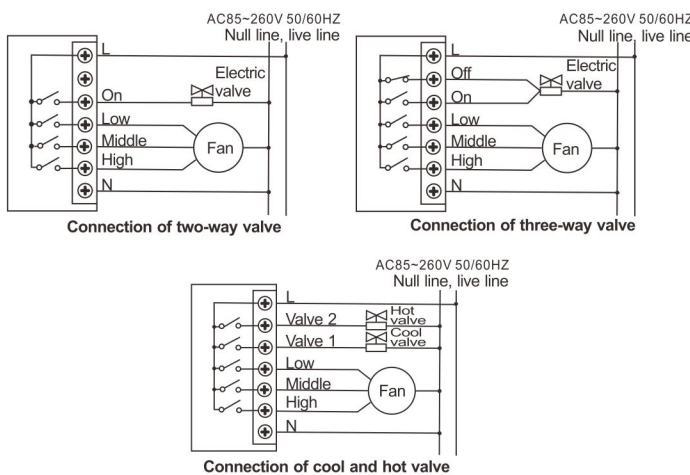 AC85~260V 50/60HZ
Null line, live line
L
Electric
valve
On
Low
Middle
High
Fan
N
Connection of two-way valve
AC85~260V 50/60HZ
Null line, live line
L
Off
Electric
valve
On
Low
Middle
High
Fan
N
Connection of three-way valve
AC85~260V 50/60HZ
Null line, live line
L
Valve 2
Hot
valve
Valve 1
Cool
valve
Low
Middle
High
Fan
N
Connection of cool and hot valve